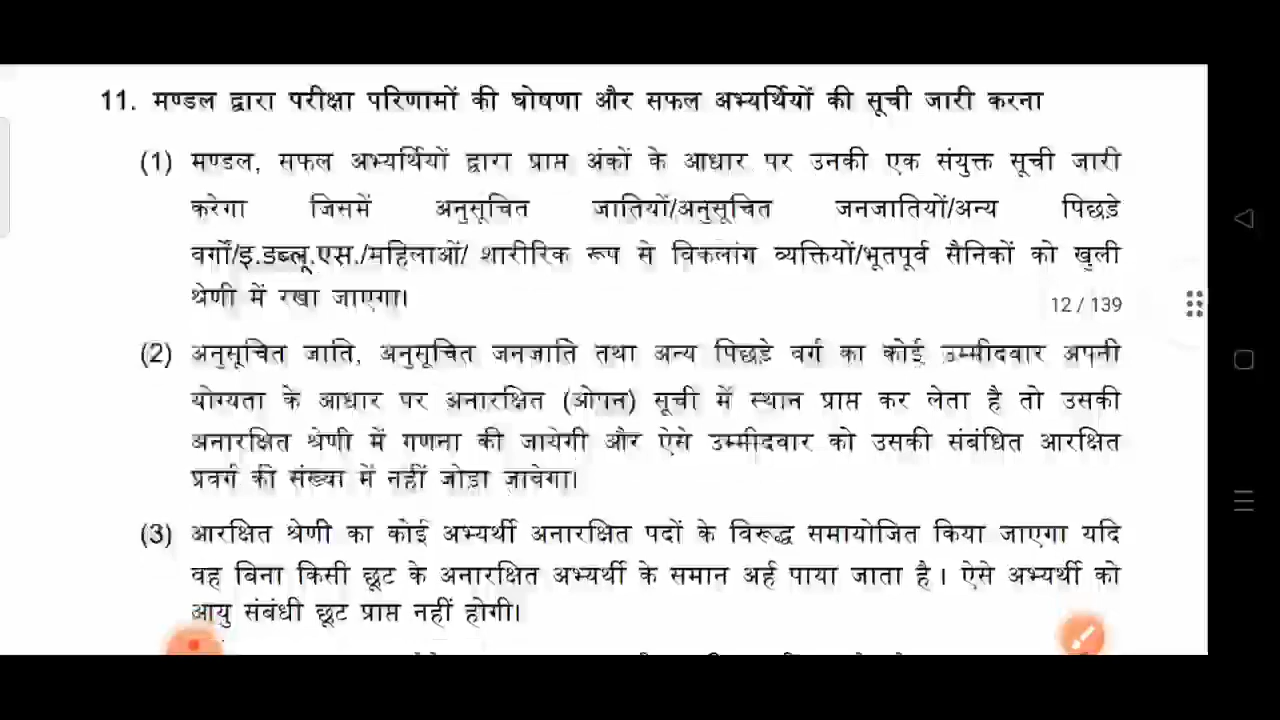 11. मण्डल द्वारा परीक्षा परिणामों की घोषणा और सफल अभ्यर्थियों की सूची जारी करना
(1) मण्डल, सफल अभ्यर्थियों द्वारा प्राप्त अंकों के आधार पर उनकी एक संयुक्त सूची जारी
करेगा जिसमें अनुसूचित जातियों/अनुसूचित जनजातियों/अन्य पिछड़े
वर्गों/इ.डब्लू.एस./महिलाओं/ शारीरिक रूप से विकलांग व्यक्तियों/भूतपूर्व सैनिकों को खुली
श्रेणी में रखा जाएगा।
12 / 139
(2) अनुसूचित जाति, अनुसूचित जनजाति तथा अन्य पिछड़े वर्ग का कोई उम्मीदवार अपनी
योग्यता के आधार पर अनारक्षित (ओपन) सूची में स्थान प्राप्त कर लेता है तो उसकी
अनारक्षित श्रेणी में गणना की जायेगी और ऐसे उम्मीदवार को उसकी संबंधित आरक्षित
प्रवर्ग की संख्या में नहीं जोड़ा जावेगा।
(3) आरक्षित श्रेणी का कोई अभ्यर्थी अनारक्षित पदों के विरूद्ध समायोजित किया जाएगा यदि
वह बिना किसी छूट के अनारक्षित अभ्यर्थी के समान अर्ह पाया जाता है। ऐसे अभ्यर्थी को
आयु संबंधी छूट प्राप्त नहीं होगी।